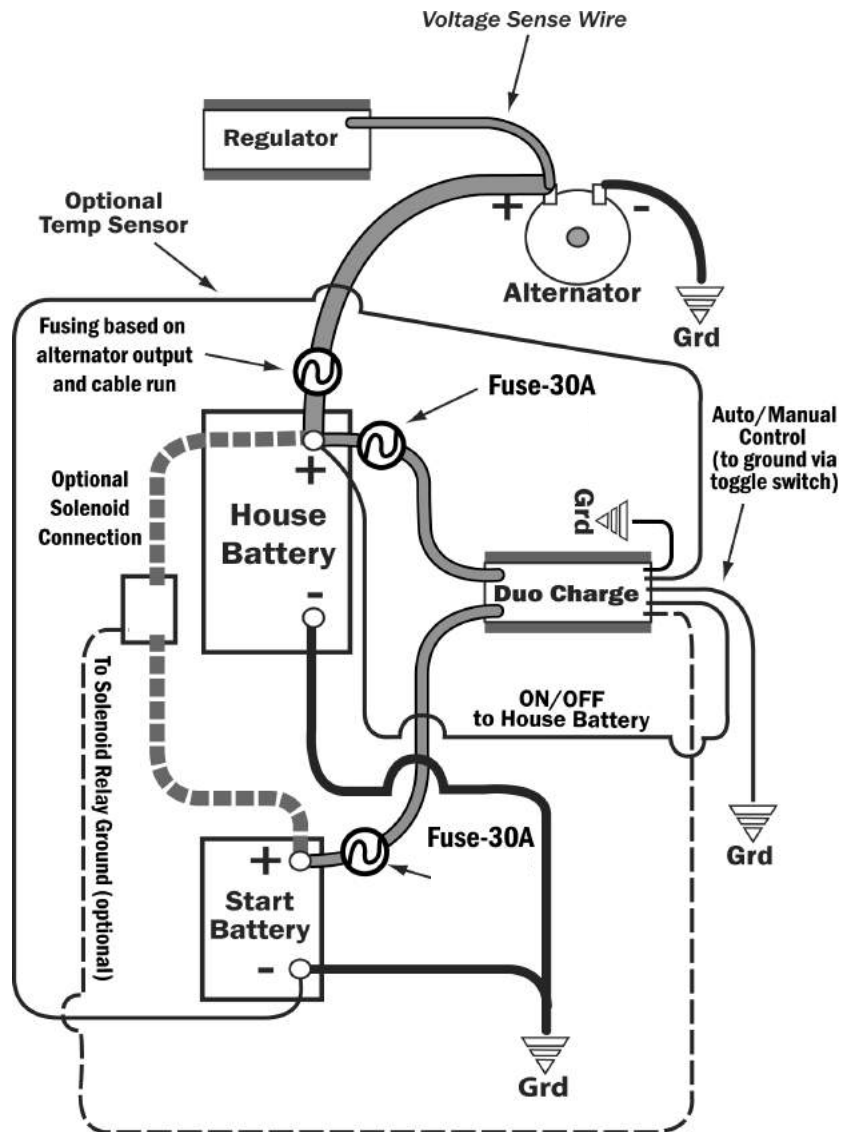 Voltage Sense Wire
Regulator
Optional
Temp Sensor
+
-
Alternator
Grd
Fusing based on
alternator output
and cable run
Fuse-30A
Auto/Manual
Control
(to ground via
toggle switch)
Optional
Solenoid
Connection
+
House
Battery
-
Grd
Duo Charge
ON/OFF
to House Battery
To Solenoid Relay Ground (optional)
Fuse-30A
+
Start
Battery
-
Grd
Grd